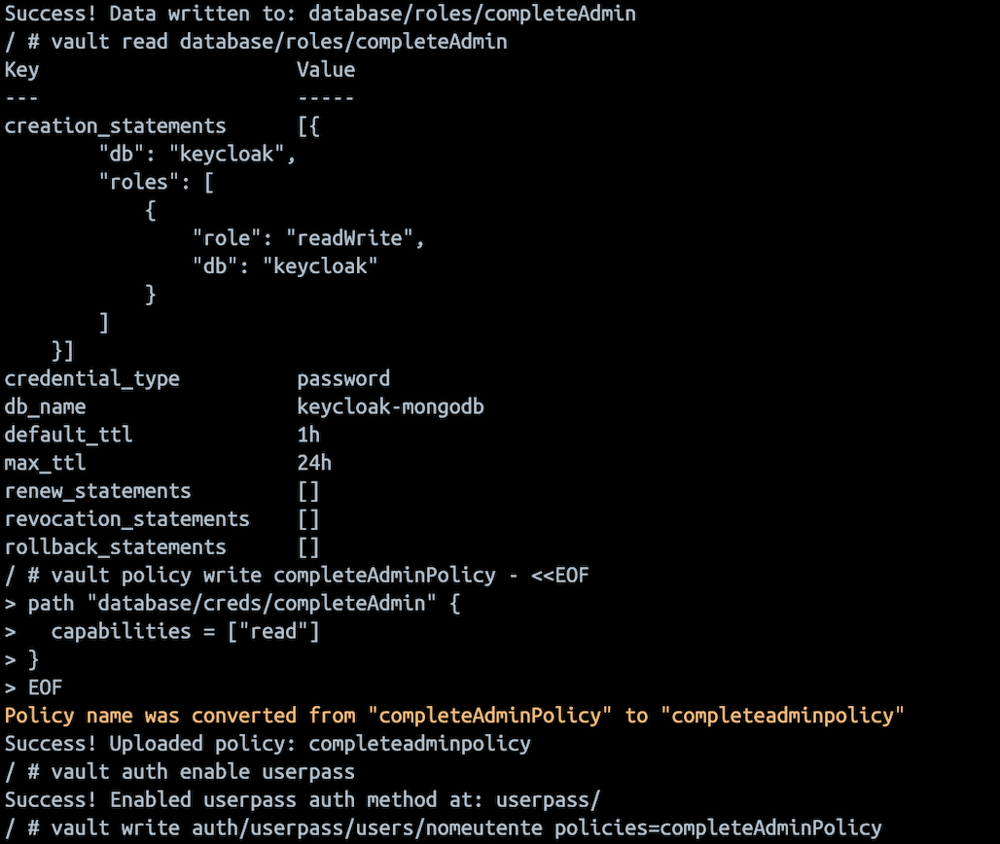 Success! Data written to: database/roles/completeAdmin
/ # vault read database/roles/completeAdmin
Key                      Value
---                      -----
creation_statements      [{
        "db": "keycloak",
        "roles": [
            {
                "role": "readWrite",
                "db": "keycloak"
            }
        ]
    }]
credential_type          password
db_name                  keycloak-mongodb
default_ttl              1h
max_ttl                  24h
renew_statements         []
revocation_statements    []
rollback_statements      []
/ # vault policy write completeAdminPolicy - <<EOF
> path "database/creds/completeAdmin" {
>   capabilities = ["read"]
> }
> EOF
Policy name was converted from "completeAdminPolicy" to "completeadminpolicy"
Success! Uploaded policy: completeadminpolicy
/ # vault auth enable userpass
Success! Enabled userpass auth method at: userpass/
/ # vault write auth/userpass/users/nomeutente policies=completeAdminPolicy